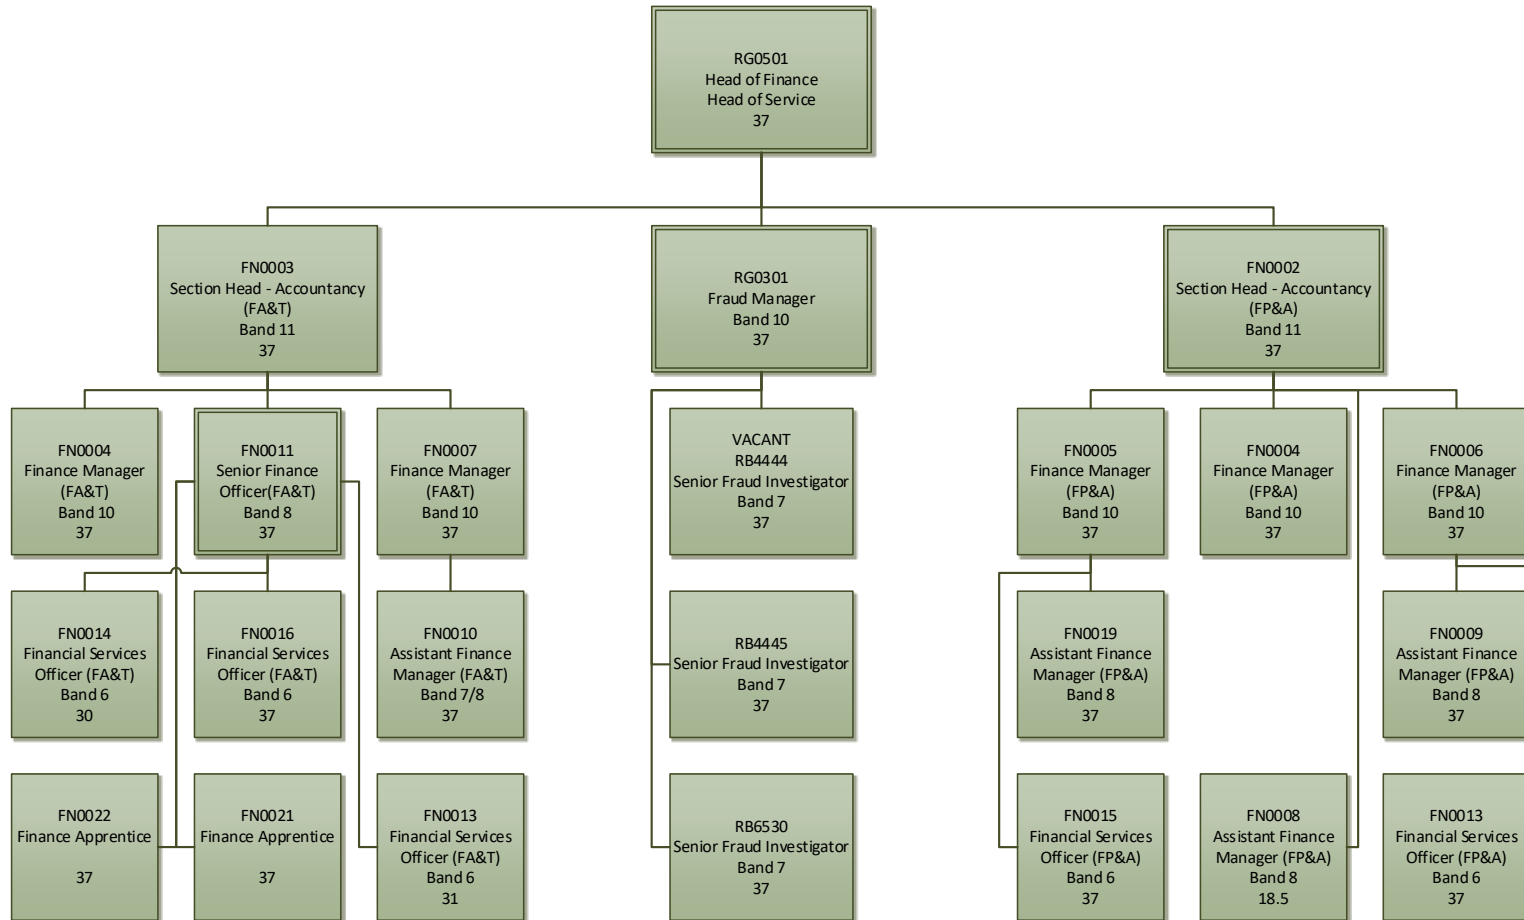 RG0501
Head of Finance
Head of Service
37
FN0003
Section Head - Accountancy
(FA&T)
Band 11
37
RG0301
Fraud Manager
Band 10
37
FN0002
Section Head - Accountancy
(FP&A)
Band 11
37
FN0004
Finance Manager
(FA&T)
Band 10
37
FN0011
Senior Finance
Officer(FA&T)
Band 8
37
FN0007
Finance Manager
(FA&T)
Band 10
37
VACANT
RB4444
Senior Fraud Investigator
Band 7
37
FN0005
Finance Manager
(FP&A)
Band 10
37
FN0004
Finance Manager
(FP&A)
Band 10
37
FN0006
Finance Manager
(FP&A)
Band 10
37
FN0014
Financial Services
Officer (FA&T)
Band 6
30
FN0016
Financial Services
Officer (FA&T)
Band 6
37
FN0010
Assistant Finance
Manager (FA&T)
Band 7/8
37
RB4445
Senior Fraud Investigator
Band 7
37
FN0019
Assistant Finance
Manager (FP&A)
Band 8
37
FN0009
Assistant Finance
Manager (FP&A)
Band 8
37
FN0022
Finance Apprentice
37
FN0021
Finance Apprentice
37
FN0013
Financial Services
Officer (FA&T)
Band 6
31
RB6530
Senior Fraud Investigator
Band 7
37
FN0015
Financial Services
Officer (FP&A)
Band 6
37
FN0008
Assistant Finance
Manager (FP&A)
Band 8
18.5
FN0013
Financial Services
Officer (FP&A)
Band 6
37